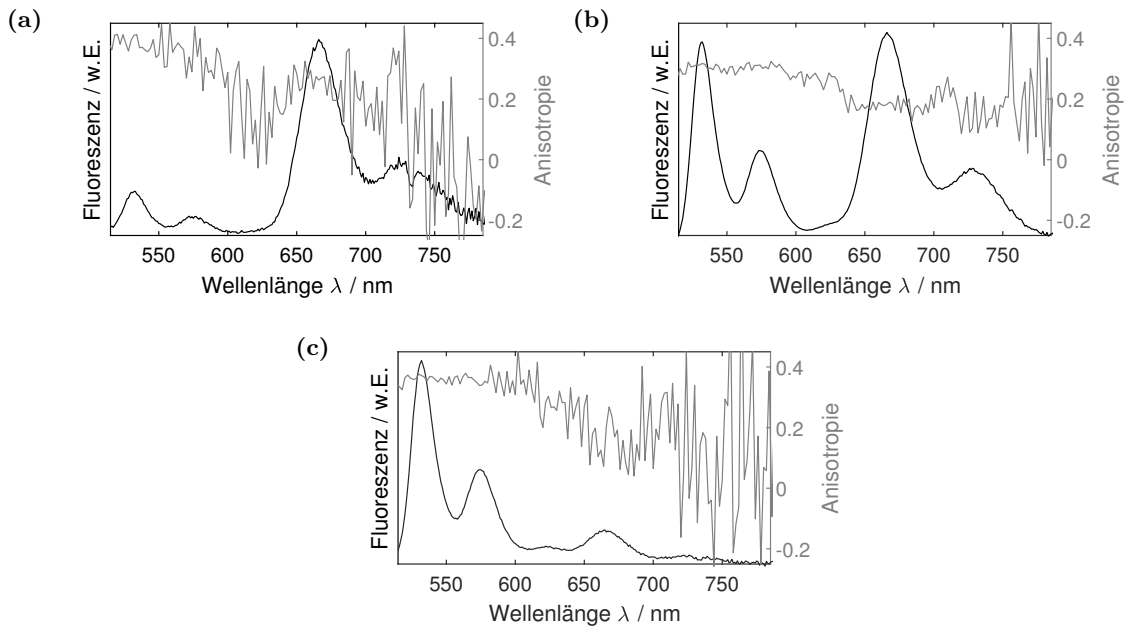 (a)
Fluoreszenz / w.E.
0.4
0.2
0
-0.2
Anisotropie
550 600 650 700 750
Wellenlänge λ / nm
(b)
Fluoreszenz / w.E.
0.4
0.2
0
-0.2
Anisotropie
550 600 650 700 750
Wellenlänge λ / nm
(c)
Fluoreszenz / w.E.
0.4
0.2
0
-0.2
Anisotropie
550 600 650 700 750
Wellenlänge λ / nm